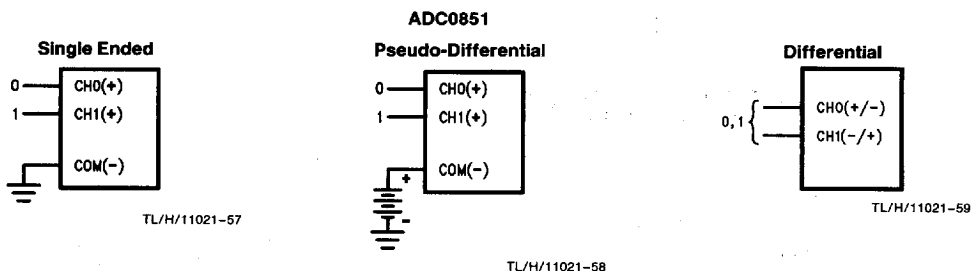 ADC0851
Single Ended
0 CH0(+)
1 CH1(+)
COM(-)
TL/H/11021-57
Pseudo-Differential
0 CH0(+)
1 CH1(+)
+ COM(-)
-
TL/H/11021-58
Differential
0,1 CH0(+/-)
CH1(-/+)
TL/H/11021-59